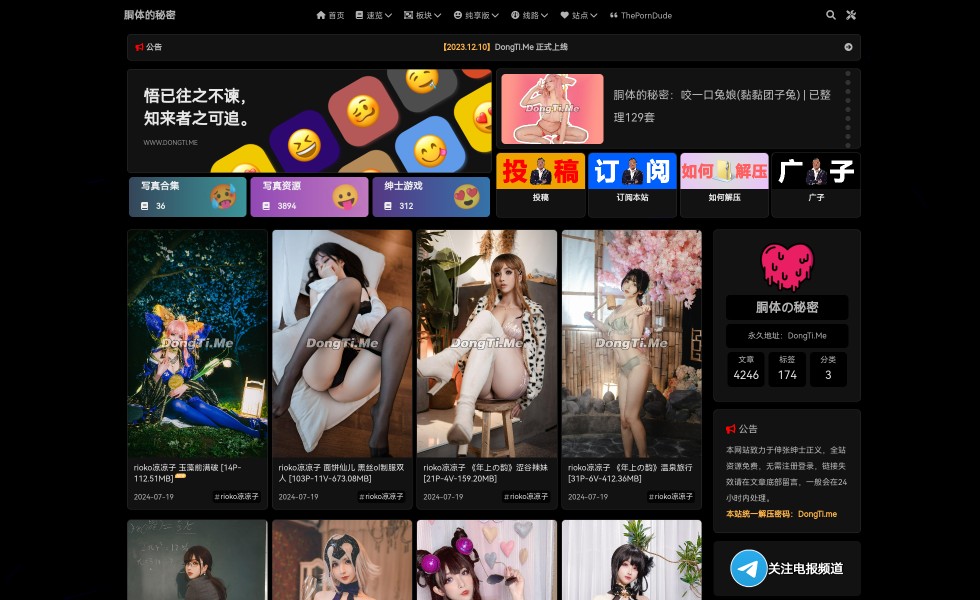 胴体的秘密
首页
速览
板块
纯享版
线路
站点
ThePornDude
公告
【2023.12.10】DongTi.Me 正式上线
悟已往之不谏，
知来者之可追。
WWW.DONGTI.ME
DongTi.Me
胴体的秘密：咬一口兔娘(黏黏团子兔) | 已整
理129套
写真合集
36
写真资源
3894
绅士游戏
312
投稿
投稿
订阅
订阅本站
如何解压
如何解压
广子
广子
DongTi.Me
rioko凉凉子 玉藻前满破 [14P-
112.51MB]
2024-07-19
#rioko凉凉子
DongTi.Me
rioko凉凉子 面饼仙儿 黑丝ol制服双
人 [103P-11V-673.08MB]
2024-07-19
#rioko凉凉子
DongTi.Me
rioko凉凉子 《年上の韵》涩谷辣妹
[21P-4V-159.20MB]
2024-07-19
#rioko凉凉子
DongTi.Me
rioko凉凉子 《年上の韵》温泉旅行
[31P-6V-412.36MB]
2024-07-19
#rioko凉凉子
胴体の秘密
永久地址：DongTi.Me
文章
4246
标签
174
分类
3
公告
本网站致力于伸张绅士正义，全站
资源免费，无需注册登录，链接失
效请在文章底部留言，一般会在24
小时内处理。
本站统一解压密码：DongTi.me
关注电报频道